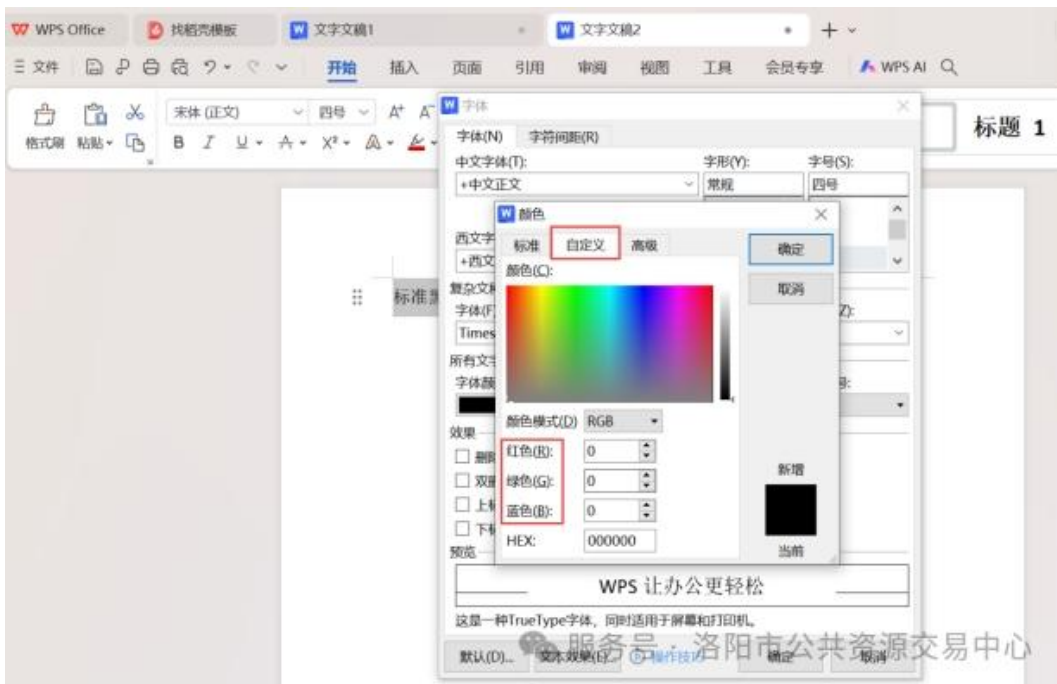 WPS Office 找稻壳模板 文字文稿1 文字文稿2
文件 开始 插入 页面 引用 审阅 视图 工具 会员专享 WPS AI
格式刷 粘贴 宋体 (正文) 四号 标题 1
字体
字体(N) 字符间距(R)
中文字体(T): 字形(Y): 字号(S):
+中文正文 常规 四号
颜色
西文字
标准 自定义 高级 确定
+西文
颜色(C):
取消
标准
复杂文
字体(F Z):
Times
所有文字
字体颜 号:
颜色模式(D) RGB
效果
红色(R): 0
删除
新增
双删 绿色(G): 0
上标 蓝色(B): 0
下标 HEX: 000000
当前
预览
WPS 让办公更轻松
这是一种TrueType字体，同时适用于屏幕和打印机。
默认(D)... 文本效果(E)... 操作技巧 确定 取消
服务号 · 洛阳市公共资源交易中心